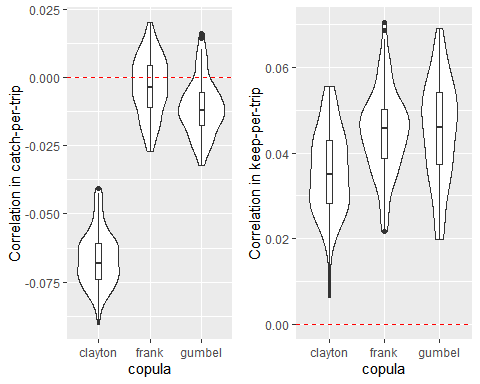 Correlation in catch-per-trip
0.025
0.000
-0.025
-0.050
-0.075
clayton frank gumbel
copula
Correlation in keep-per-trip
0.06
0.04
0.02
0.00
clayton frank gumbel
copula